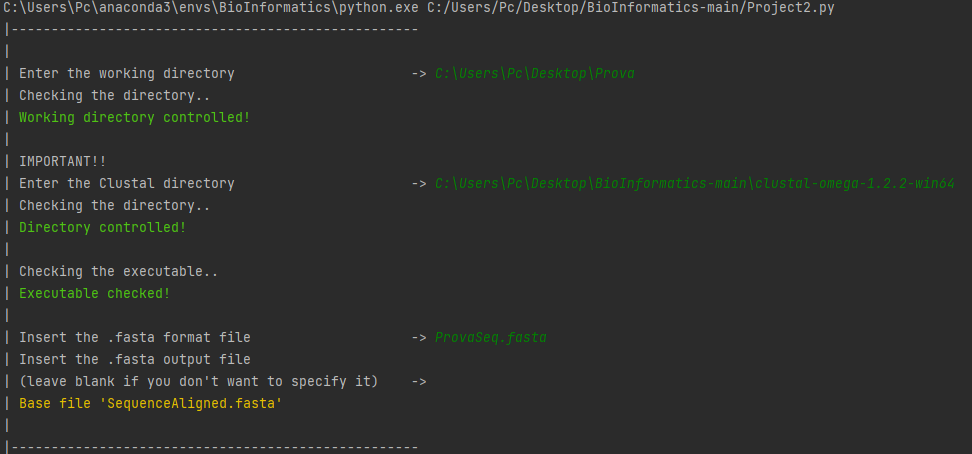 C:\Users\Pc\anaconda3\envs\BioInformatics\python.exe C:/Users/Pc/Desktop/BioInformatics-main/Project2.py
|---------------------------------------------------
|
| Enter the working directory                      -> C:\Users\Pc\Desktop\Prova
| Checking the directory..
| Working directory controlled!
|
| IMPORTANT!!
| Enter the Clustal directory                      -> C:\Users\Pc\Desktop\BioInformatics-main\clustal-omega-1.2.2-win64
| Checking the directory..
| Directory controlled!
|
| Checking the executable..
| Executable checked!
|
| Insert the .fasta format file                    -> ProvaSeq.fasta
| Insert the .fasta output file
| (leave blank if you don't want to specify it)    ->
| Base file 'SequenceAligned.fasta'
|
|---------------------------------------------------